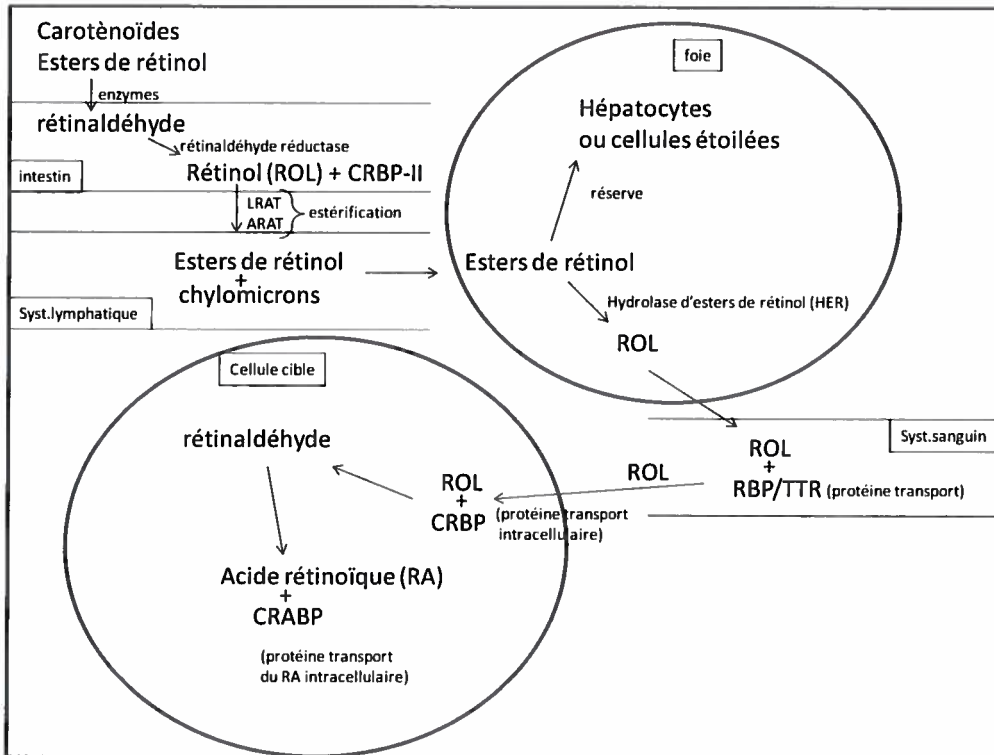 Carotènoïdes
Esters de rétinol
enzymes
rétinaldéhyde
rétinaldéhyde réductase
Rétinol (ROL) + CRBP-II
intestin
LRAT
ARAT
estérification
Esters de rétinol
+
chylomicrons
Syst.lymphatique
foie
Hépatocytes
ou cellules étoilées
réserve
Esters de rétinol
Hydrolase d'esters de rétinol (HER)
ROL
Syst.sanguin
ROL
+
RBP/TTR (protéine transport)
ROL
Cellule cible
rétinaldéhyde
ROL
+
CRBP
(protéine transport
intracellulaire)
Acide rétinoïque (RA)
+
CRABP
(protéine transport
du RA intracellulaire)